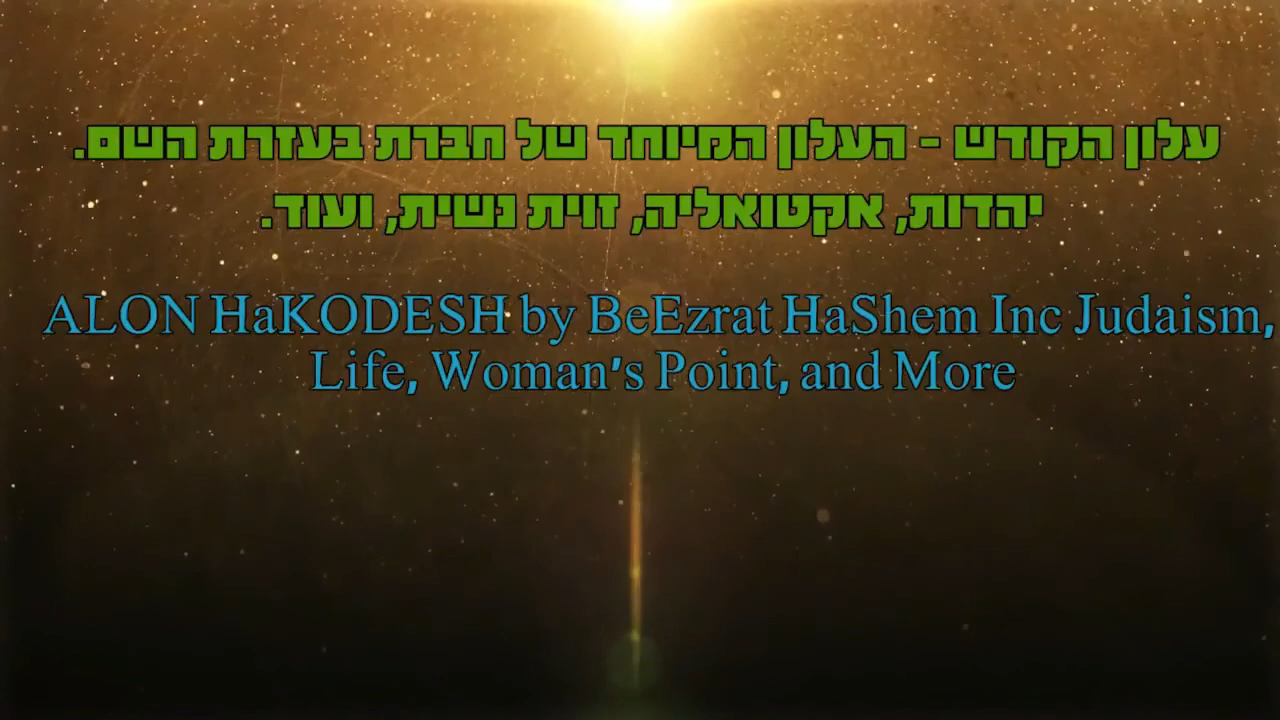 עלון הקודש - העלון המיוחד של חברת בעזרת השם.
יהדות, אקטואליה, זוית נשית, ועוד.
ALON HaKODESH by BeEzrat HaShem Inc Judaism,
Life, Woman's Point, and More